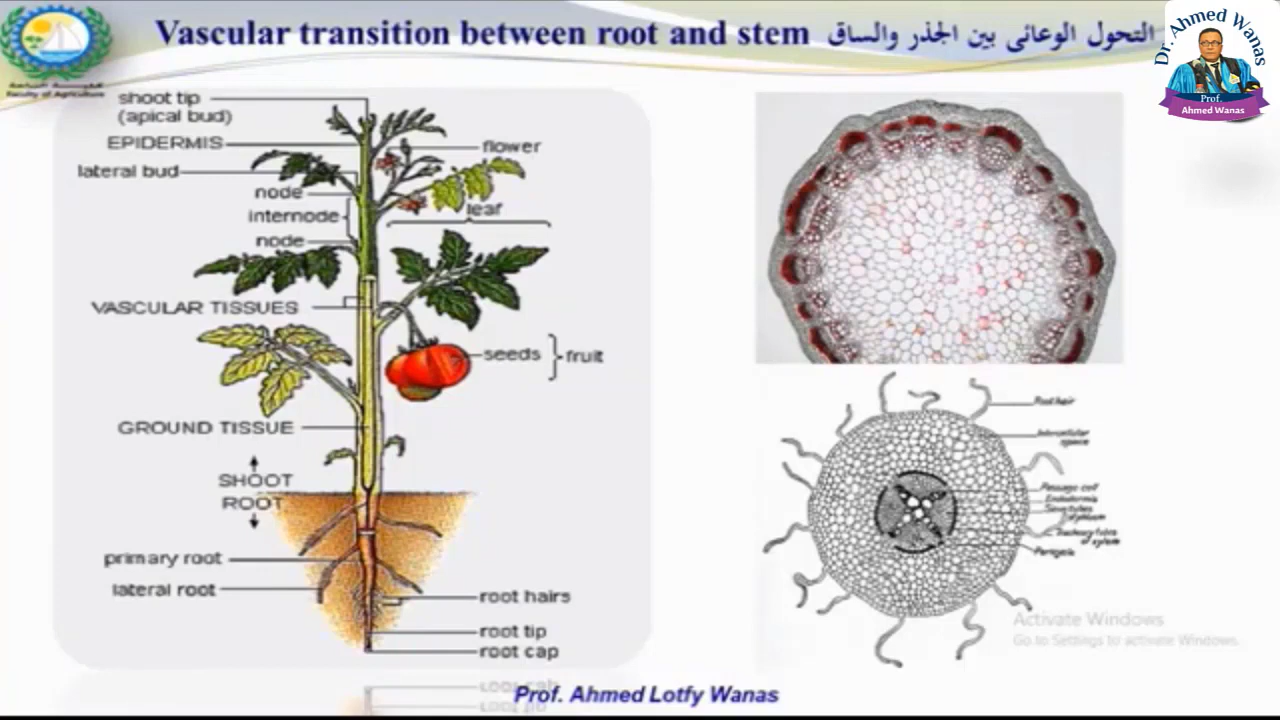 Vascular transition between root and stem التحول الوعائى بين الجذر والساق
Dr. Ahmed Wanas
Prof.
Ahmed Wanas
Faculty of Agriculture
shoot tip
(apical bud)
EPIDERMIS
lateral bud
node
internode
node
flower
leaf
VASCULAR TISSUES
seeds
fruit
GROUND TISSUE
SHOOT
ROOT
primary root
lateral root
root hairs
root tip
root cap
Root hair
Intercellular
space
Passage cell
Endodermis
Pericycle
Activate Windows
Go to Settings to activate Windows.
Prof. Ahmed Lotfy Wanas